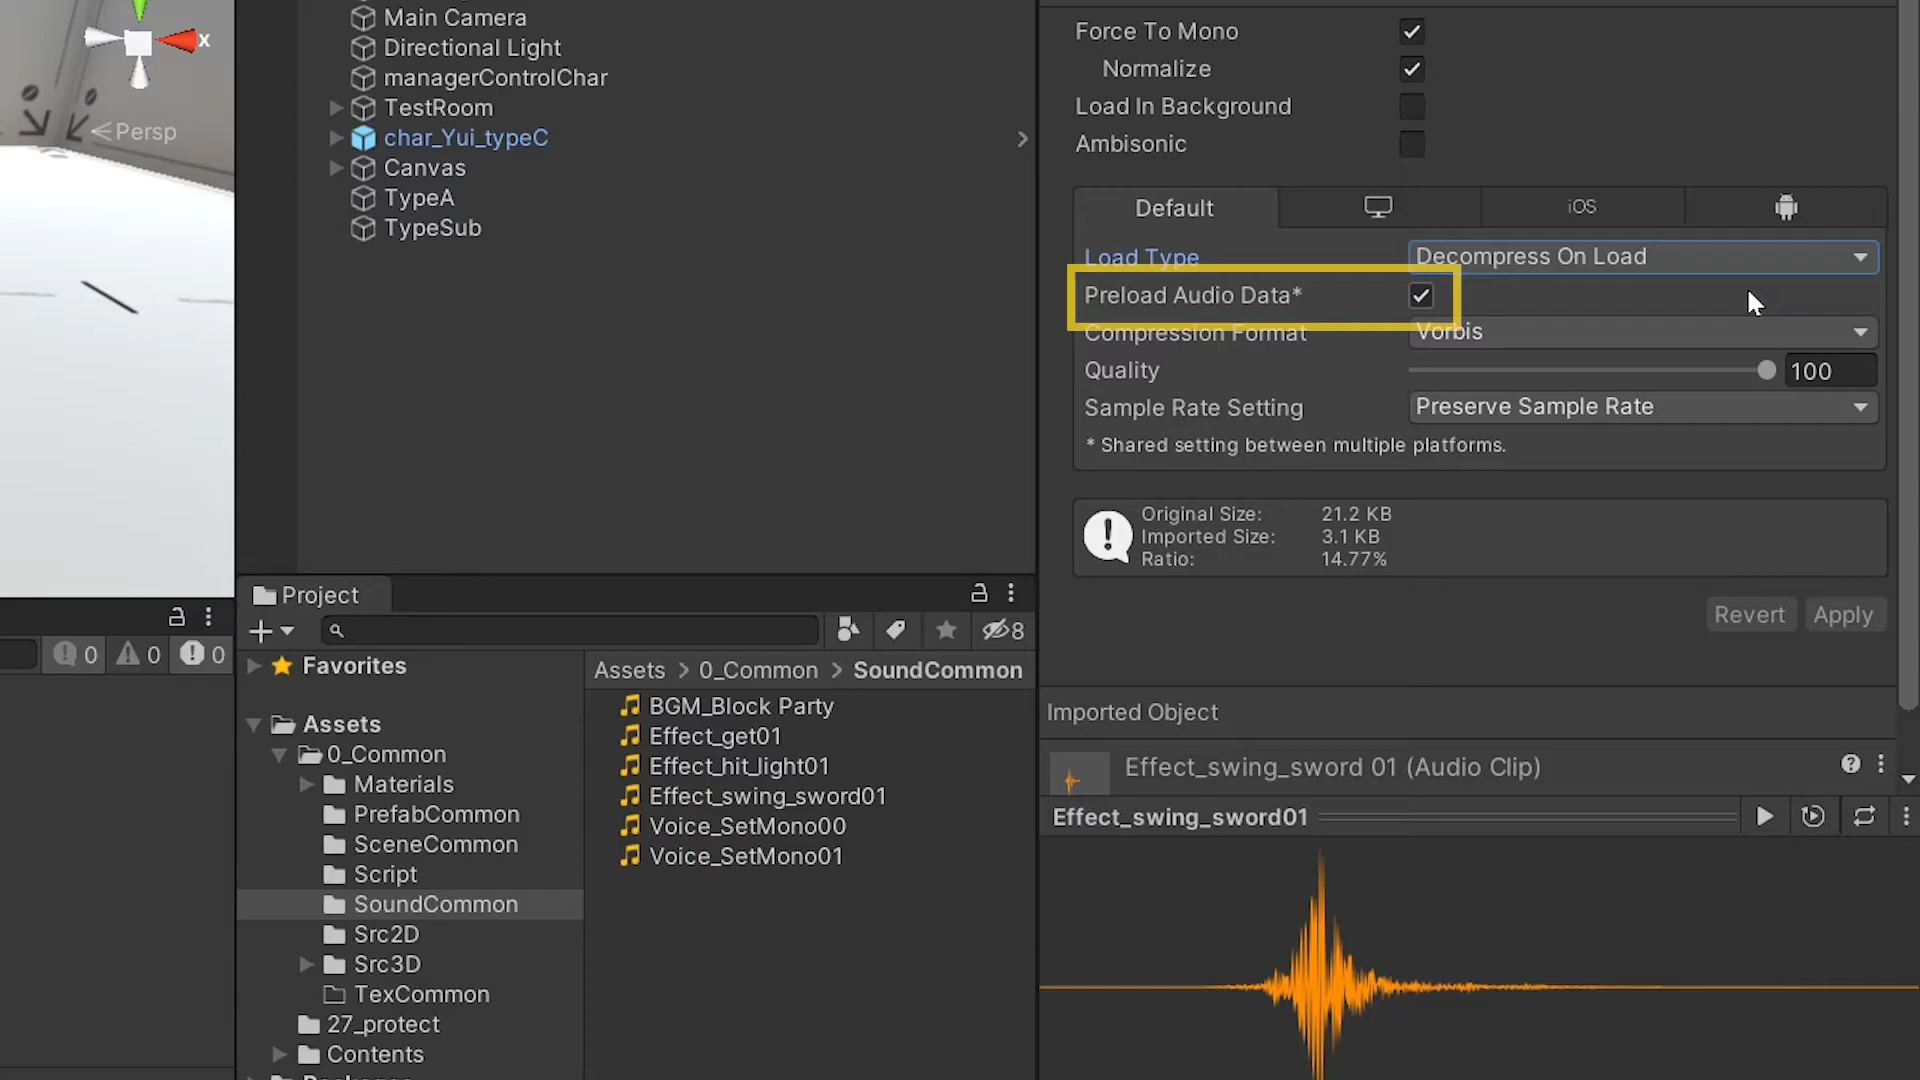 x
Persp
0
0
0
Main Camera
Directional Light
managerControlChar
TestRoom
char_Yui_typeC
Canvas
TypeA
TypeSub
Project
8
Favorites
Assets
0_Common
Materials
PrefabCommon
SceneCommon
Script
SoundCommon
Src2D
Src3D
TexCommon
27_protect
Contents
Assets > 0_Common > SoundCommon
BGM_Block Party
Effect_get01
Effect_hit_light01
Effect_swing_sword01
Voice_SetMono00
Voice_SetMono01
Force To Mono
Normalize
Load In Background
Ambisonic
Default iOS
Load Type Decompress On Load
Preload Audio Data*
Compression Format Vorbis
Quality 100
Sample Rate Setting Preserve Sample Rate
* Shared setting between multiple platforms.
Original Size: 21.2 KB
Imported Size: 3.1 KB
Ratio: 14.77%
Revert Apply
Imported Object
Effect_swing_sword 01 (Audio Clip)
Effect_swing_sword01